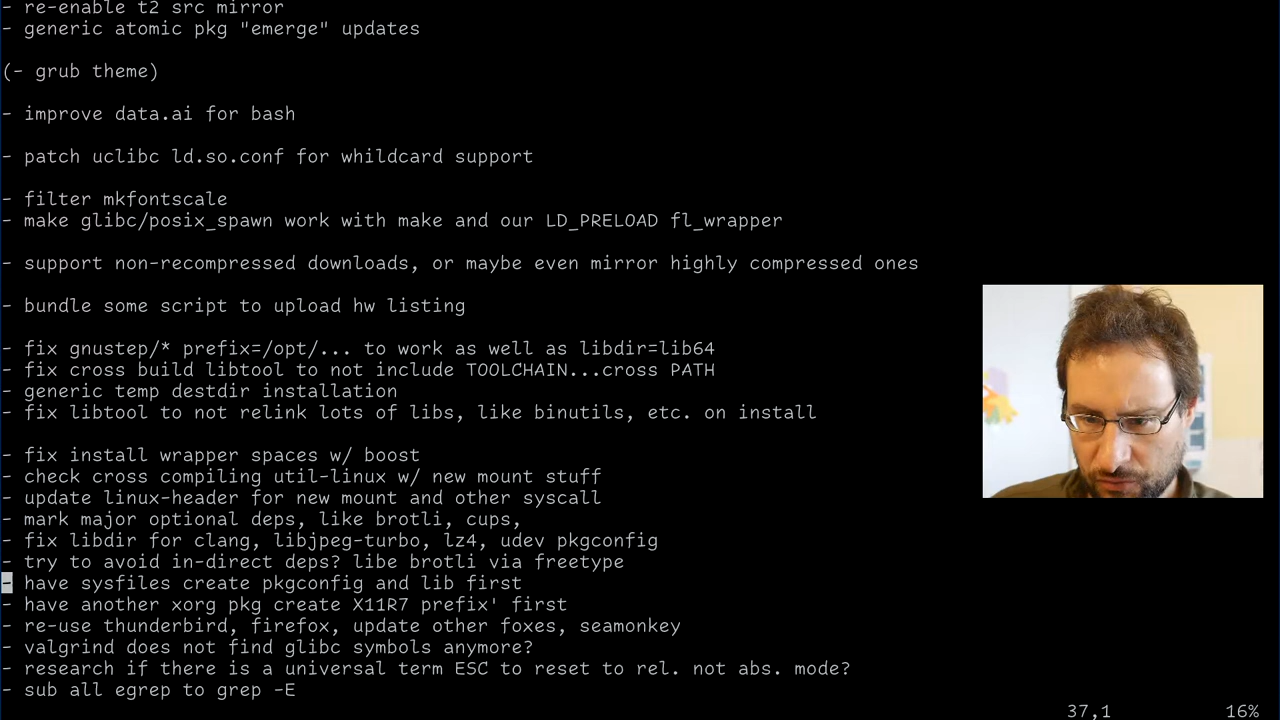 - re-enable t2 src mirror
- generic atomic pkg "emerge" updates
(- grub theme)
- improve data.ai for bash
- patch uclibc ld.so.conf for whildcard support
- filter mkfontscale
- make glibc/posix_spawn work with make and our LD_PRELOAD fl_wrapper
- support non-recompressed downloads, or maybe even mirror highly compressed ones
- bundle some script to upload hw listing
- fix gnustep/* prefix=/opt/... to work as well as libdir=lib64
- fix cross build libtool to not include TOOLCHAIN...cross PATH
- generic temp destdir installation
- fix libtool to not relink lots of libs, like binutils, etc. on install
- fix install wrapper spaces w/ boost
- check cross compiling util-linux w/ new mount stuff
- update linux-header for new mount and other syscall
- mark major optional deps, like brotli, cups,
- fix libdir for clang, libjpeg-turbo, lz4, udev pkgconfig
- try to avoid in-direct deps? libe brotli via freetype
- have sysfiles create pkgconfig and lib first
- have another xorg pkg create X11R7 prefix' first
- re-use thunderbird, firefox, update other foxes, seamonkey
- valgrind does not find glibc symbols anymore?
- research if there is a universal term ESC to reset to rel. not abs. mode?
- sub all egrep to grep -E
37,1 16%